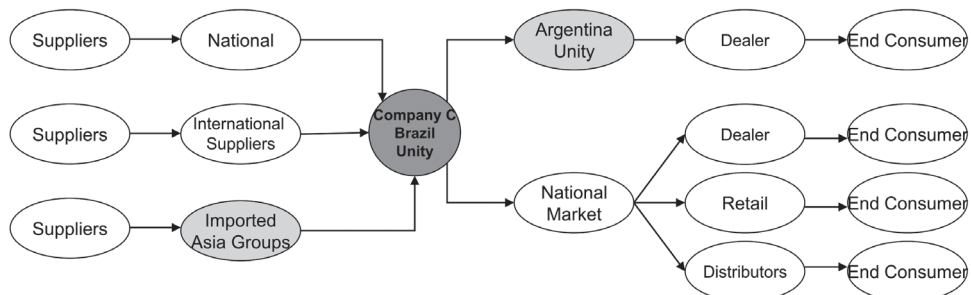 Suppliers
National
Argentina
Unity
Dealer
End Consumer
Suppliers
International
Suppliers
Company C
Brazil
Unity
Dealer
End Consumer
National
Market
Retail
End Consumer
Suppliers
Imported
Asia Groups
Distributors
End Consumer